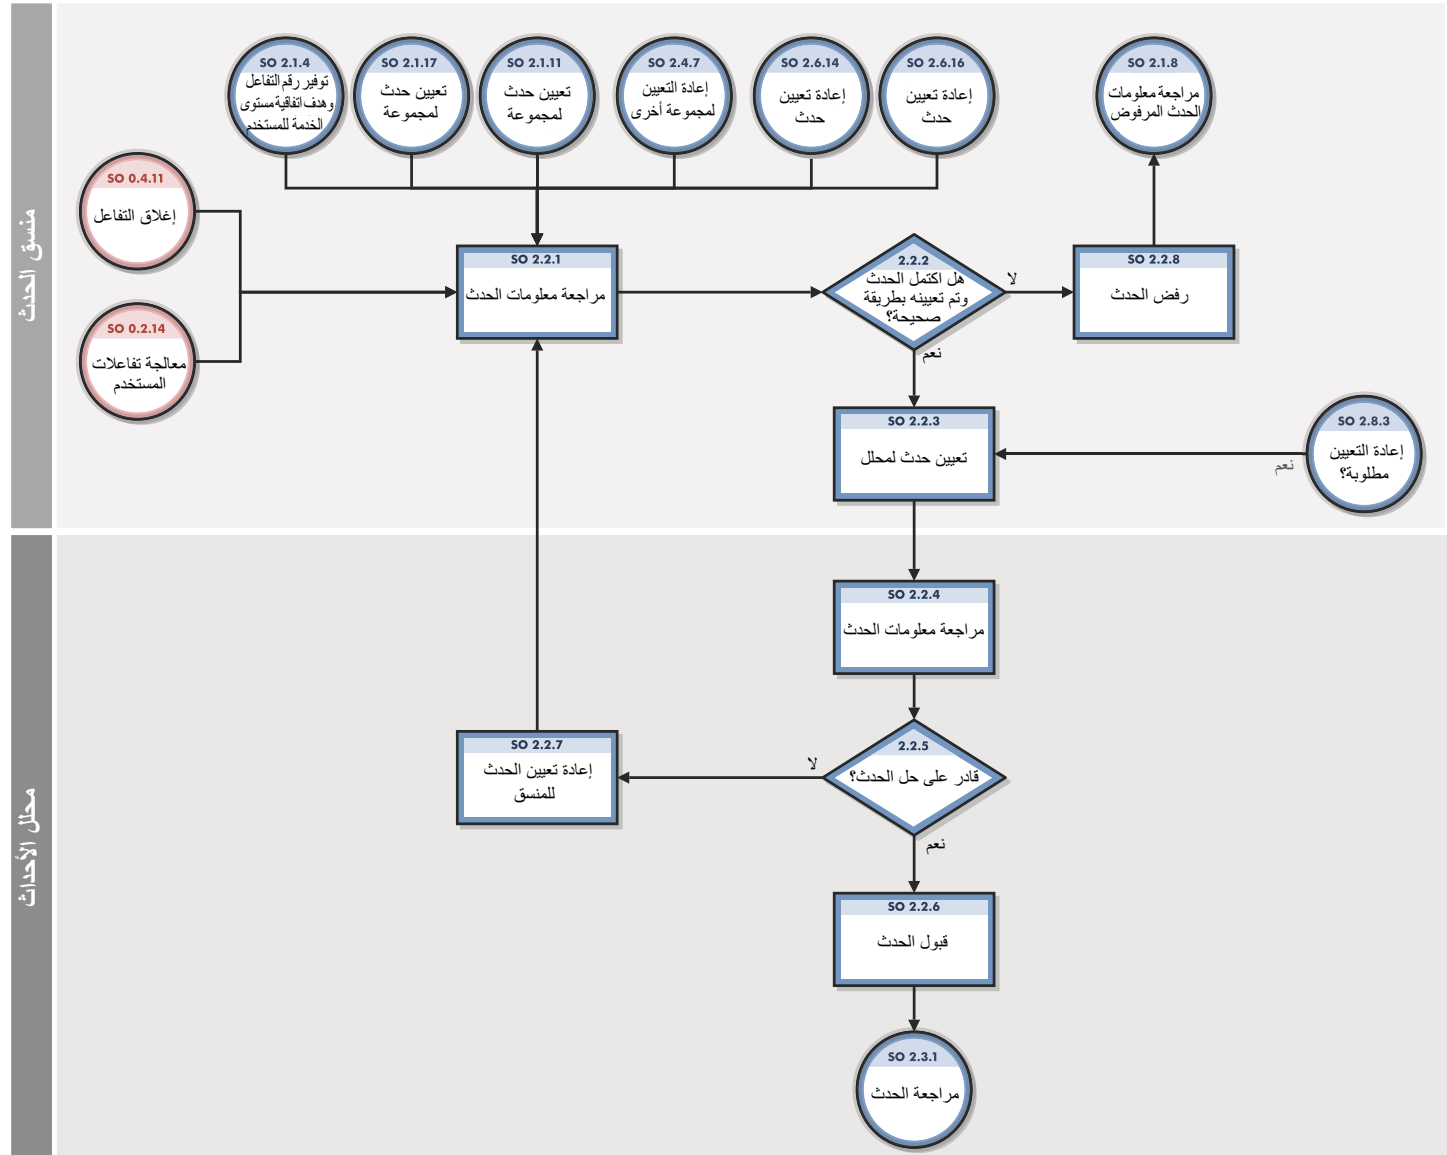 منسق الحدث
SO 2.1.4
توفير رقم التفاعل
وهدف اتفاقية مستوى
الخدمة للمستخدم
SO 2.1.17
تعيين حدث
لمجموعة
SO 2.1.11
تعيين حدث
لمجموعة
SO 2.4.7
إعادة التعيين
لمجموعة أخرى
SO 2.6.14
إعادة تعيين
حدث
SO 2.6.16
إعادة تعيين
حدث
SO 2.1.8
مراجعة معلومات
الحدث المرفوض
SO 0.4.11
إغلاق التفاعل
SO 0.2.14
معالجة تفاعلات
المستخدم
SO 2.2.1
مراجعة معلومات الحدث
2.2.2
هل اكتمل الحدث
وتم تعيينه بطريقة
صحيحة؟
لا
نعم
SO 2.2.8
رفض الحدث
SO 2.2.3
تعيين حدث لمحلل
SO 2.8.3
إعادة التعيين
مطلوبة؟
نعم
محلل الأحداث
SO 2.2.4
مراجعة معلومات الحدث
2.2.5
قادر على حل الحدث؟
لا
نعم
SO 2.2.7
إعادة تعيين الحدث
للمنسق
SO 2.2.6
قبول الحدث
SO 2.3.1
مراجعة الحدث